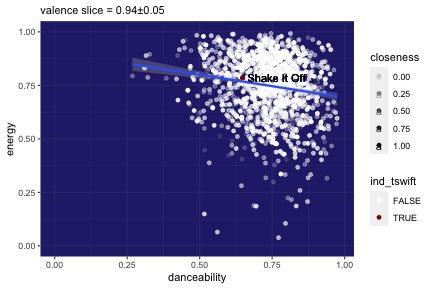 valence slice = 0.94±0.05
1.00
0.75
0.50
0.25
0.00
energy
Shake It Off
0.00 0.25 0.50 0.75 1.00
danceability
closeness
0.00
0.25
0.50
0.75
1.00
ind_tswift
FALSE
TRUE